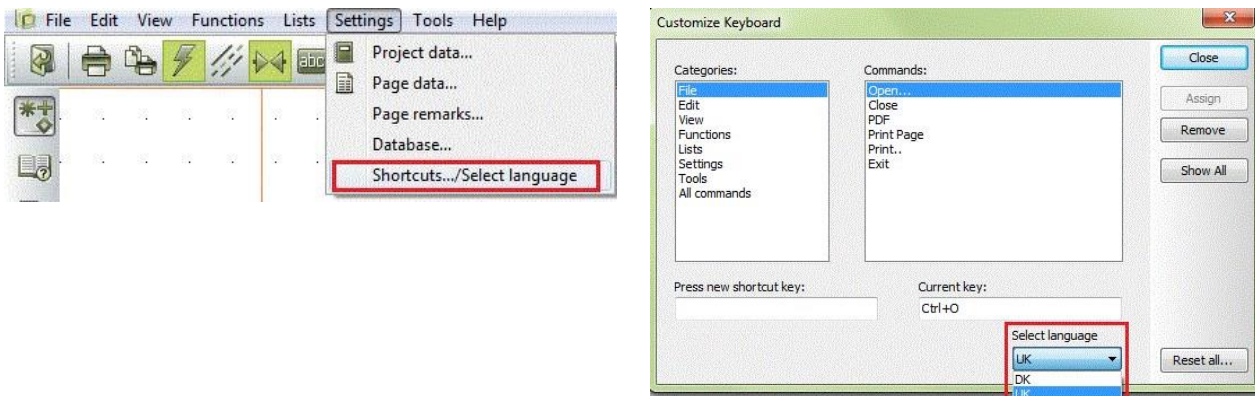 File Edit View Functions Lists Settings Tools Help
abc
Project data...
Page data...
Page remarks...
Database...
Shortcuts.../Select language
Customize Keyboard
Close
Categories:
Commands:
File
Edit
View
Functions
Lists
Settings
Tools
All commands
Open...
Close
PDF
Print Page
Print..
Exit
Assign
Remove
Show All
Press new shortcut key:
Current key:
Ctrl+O
Select language
UK
DK
UK
Reset all...